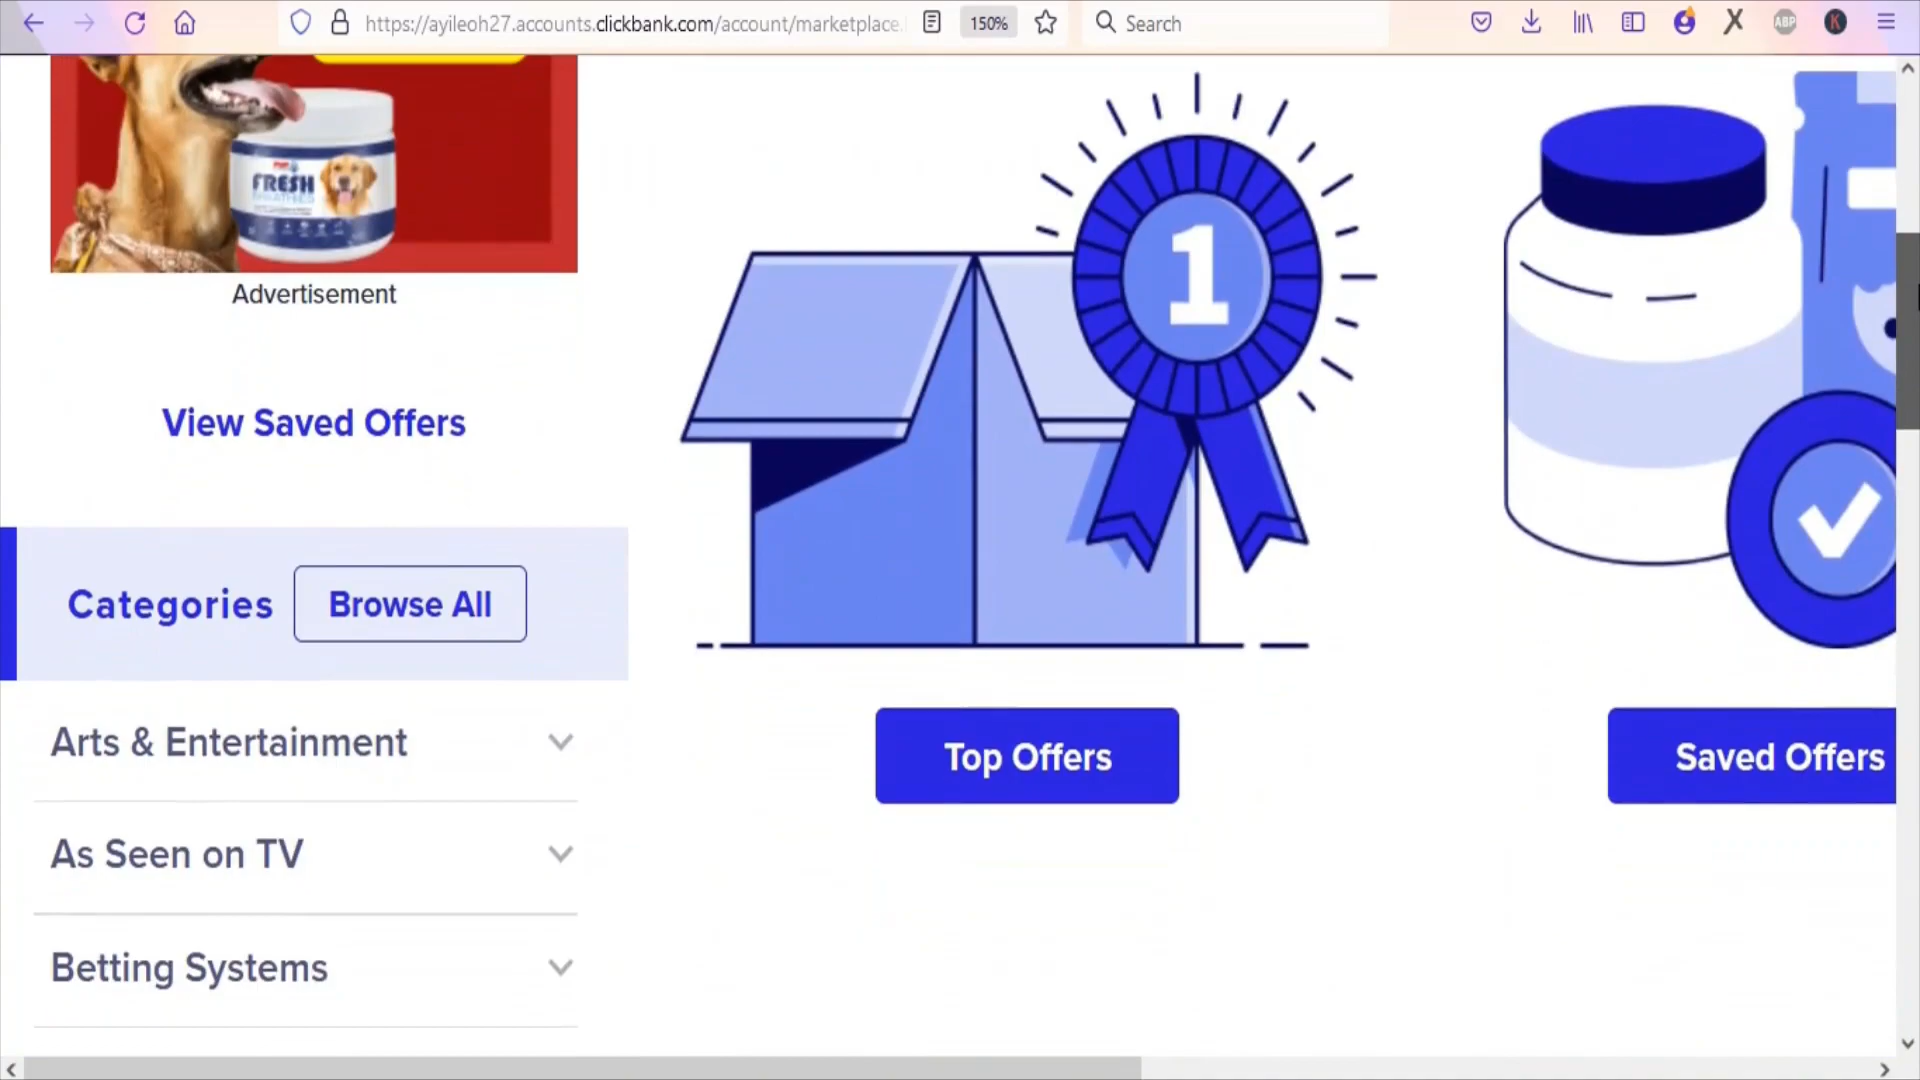 https://ayileoh27.accounts.clickbank.com/account/marketplace.
150%
Search
ABP
K
FRESH
Advertisement
View Saved Offers
Categories
Browse All
Arts & Entertainment
As Seen on TV
Betting Systems
1
Top Offers
Saved Offers